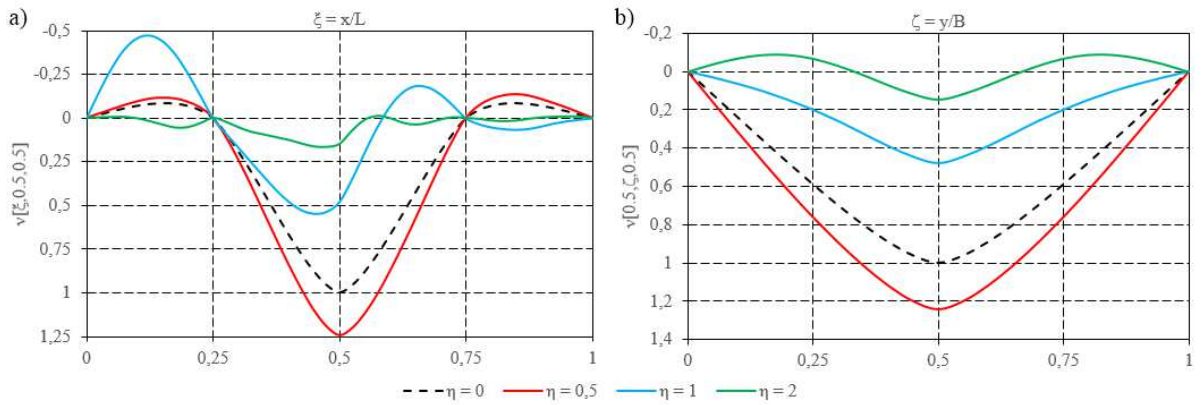 a)
ξ = x/L
-0,5
-0,25
0
0,25
0,5
0,75
1
1,25
v[ξ,0.5,0.5]
0 0,25 0,5 0,75 1
b)
ζ = y/B
-0,2
0
0,2
0,4
0,6
0,8
1
1,2
1,4
v[0.5,ζ,0.5]
0 0,25 0,5 0,75 1
η = 0 η = 0,5 η = 1 η = 2